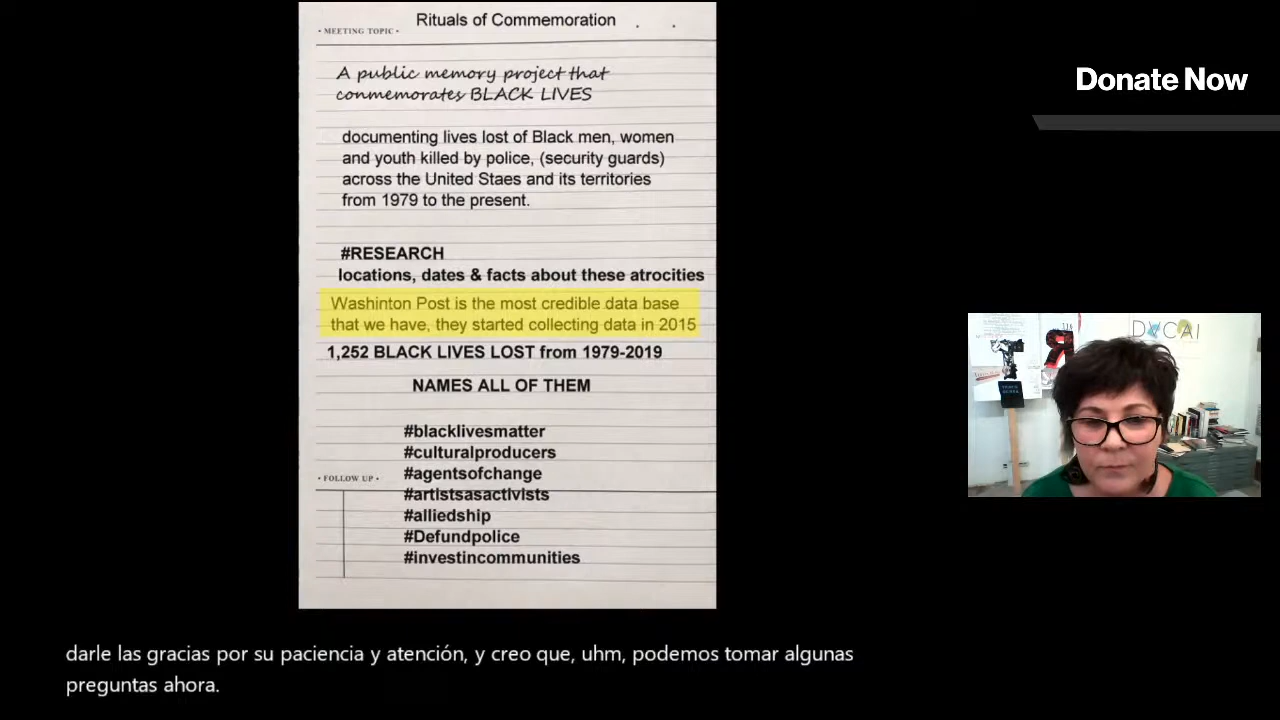 Rituals of Commemoration
• MEETING TOPIC •
A public memory project that
conmemorates BLACK LIVES
documenting lives lost of Black men, women
and youth killed by police, (security guards)
across the United Staes and its territories
from 1979 to the present.
#RESEARCH
locations, dates & facts about these atrocities
Washinton Post is the most credible data base
that we have, they started collecting data in 2015
1,252 BLACK LIVES LOST from 1979-2019
NAMES ALL OF THEM
#blacklivesmatter
#culturalproducers
#agentsofchange
• FOLLOW UP •
#artistsasactivists
#alliedship
#Defundpolice
#investincommunities
Donate Now
DVCAI
darle las gracias por su paciencia y atención, y creo que, uhm, podemos tomar algunas
preguntas ahora.